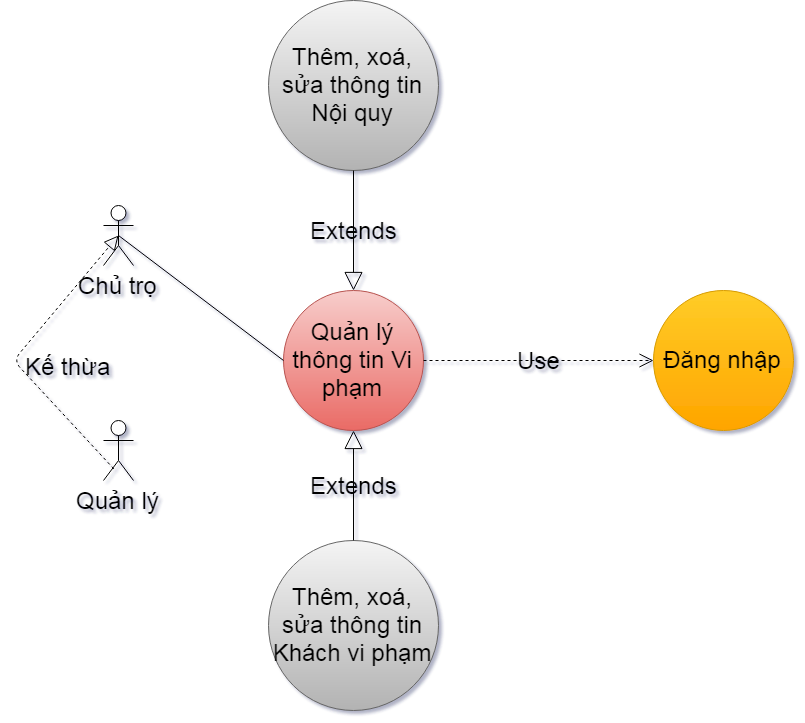 Thêm, xoá,
sửa thông tin
Nội quy
Extends
Chủ trọ
Kế thừa
Quản lý
Quản lý
thông tin Vi
phạm
Use
Đăng nhập
Extends
Thêm, xoá,
sửa thông tin
Khách vi phạm